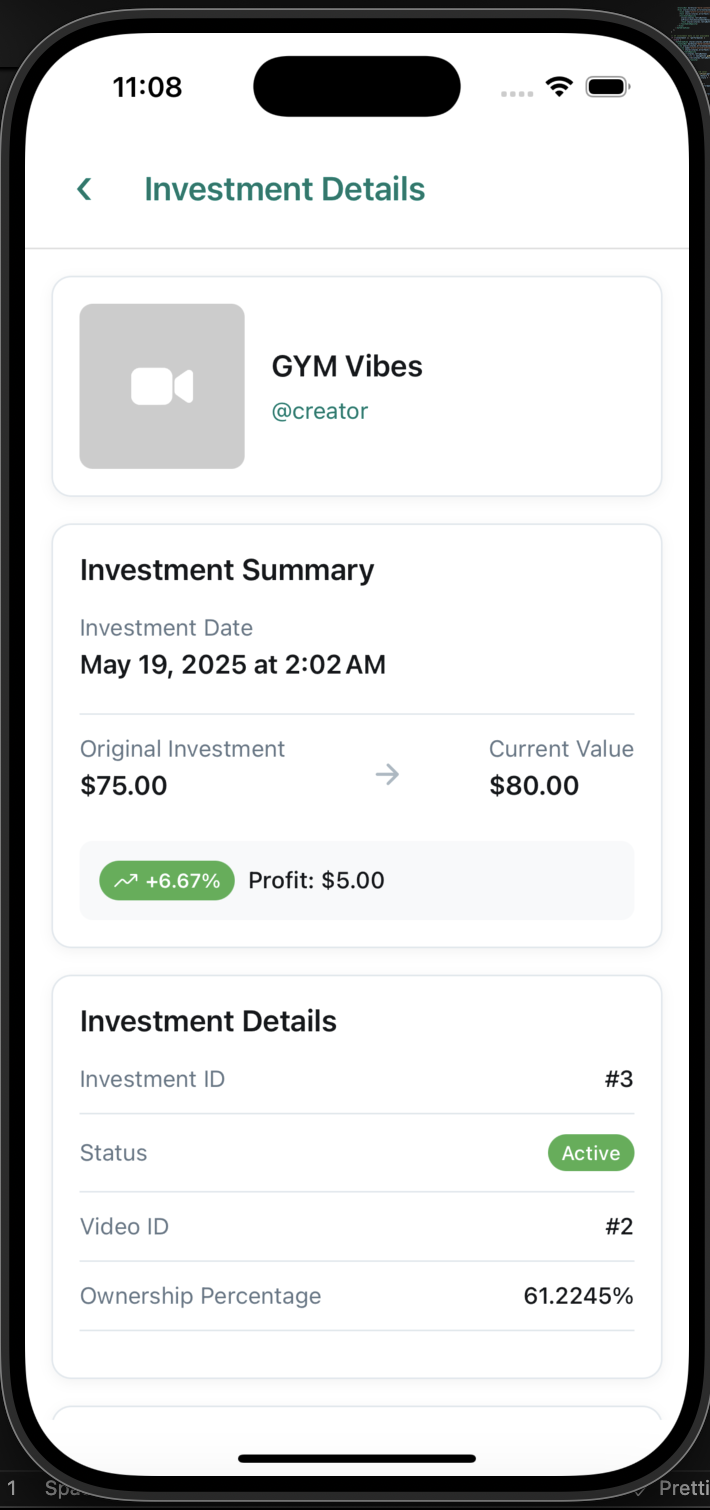 11:08
Investment Details
GYM Vibes
@creator
Investment Summary
Investment Date
May 19, 2025 at 2:02 AM
Original Investment
Current Value
$75.00
$80.00
+6.67%
Profit: $5.00
Investment Details
Investment ID
#3
Status
Active
Video ID
#2
Ownership Percentage
61.2245%
1
Spa
Pretti